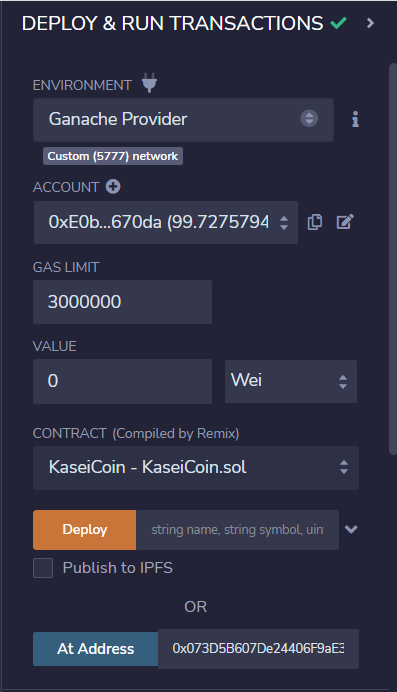 DEPLOY & RUN TRANSACTIONS
ENVIRONMENT
Ganache Provider
Custom (5777) network
ACCOUNT
0xE0b...670da (99.7275794
GAS LIMIT
3000000
VALUE
0 Wei
CONTRACT (Compiled by Remix)
KaseiCoin - KaseiCoin.sol
Deploy string name, string symbol, uin
Publish to IPFS
OR
At Address 0x073D5B607De24406F9aE3